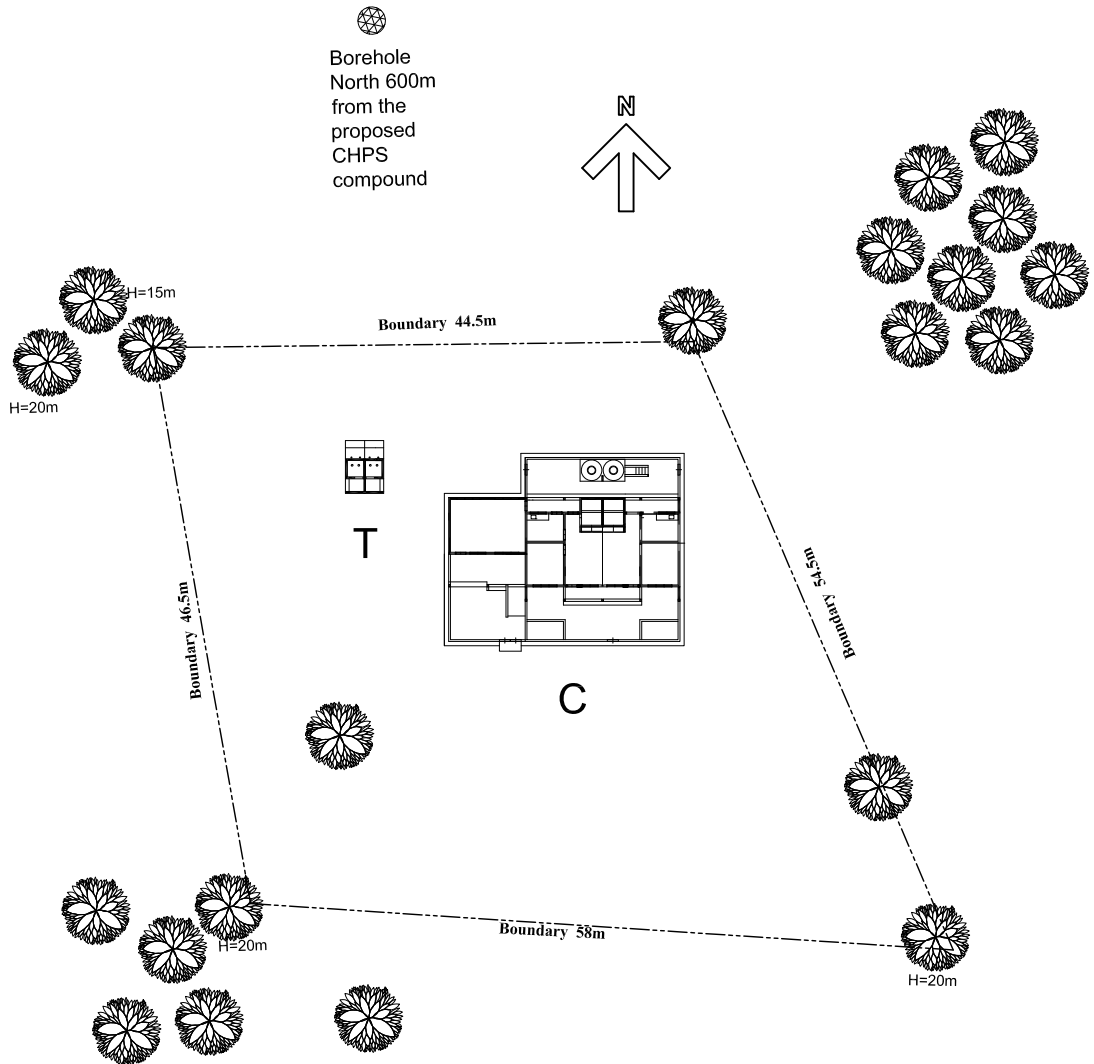 Borehole
North 600m
from the
proposed
CHPS
compound
N
H=15m
Boundary 44.5m
H=20m
T
Boundary 54.5m
Boundary 46.5m
C
H=20m
Boundary 58m
H=20m